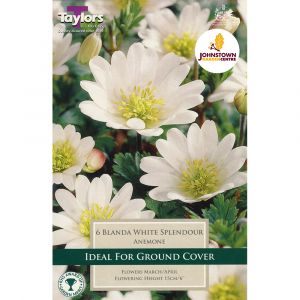 Taylors
JOHNSTOWN
GARDEN CENTRE
6 BLANDA WHITE SPLENDOUR
ANEMONE
IDEAL FOR GROUND COVER
FLOWERS MARCH/APRIL
FLOWERING HEIGHT 15CM/6"